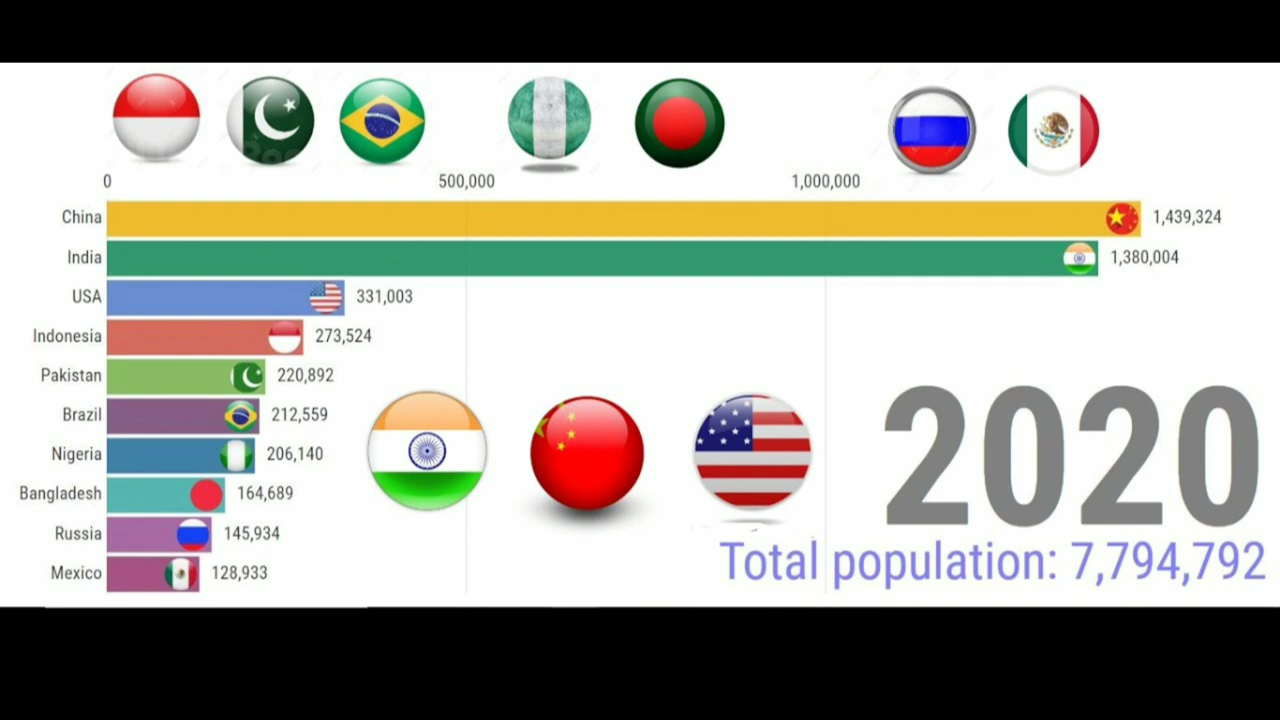 0 500,000 1,000,000
China 1,439,324
India 1,380,004
USA 331,003
Indonesia 273,524
Pakistan 220,892
Brazil 212,559
Nigeria 206,140
Bangladesh 164,689
Russia 145,934
Mexico 128,933
2020
Total population: 7,794,792